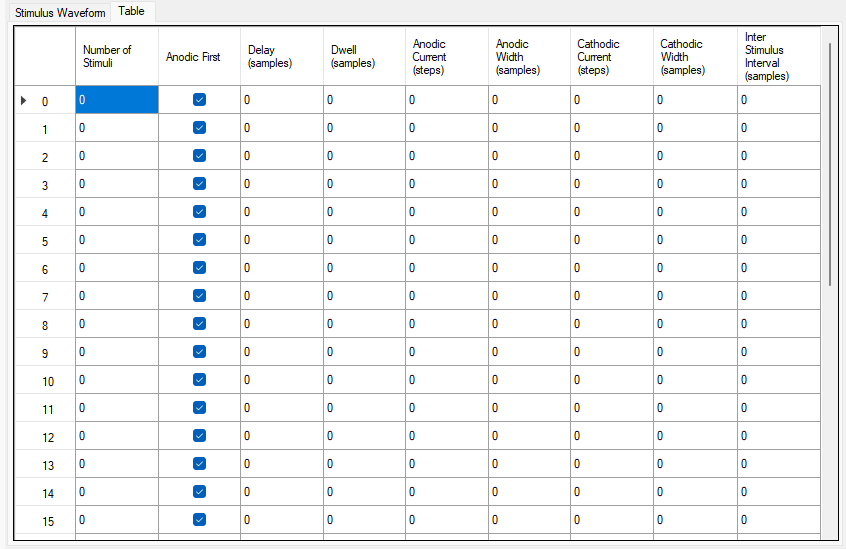 Stimulus Waveform Table
Number of Stimuli Anodic First Delay (samples) Dwell (samples) Anodic Current (steps) Anodic Width (samples) Cathodic Current (steps) Cathodic Width (samples) Inter Stimulus Interval (samples)
0 0 0 0 0 0 0 0 0
1 0 0 0 0 0 0 0 0
2 0 0 0 0 0 0 0 0
3 0 0 0 0 0 0 0 0
4 0 0 0 0 0 0 0 0
5 0 0 0 0 0 0 0 0
6 0 0 0 0 0 0 0 0
7 0 0 0 0 0 0 0 0
8 0 0 0 0 0 0 0 0
9 0 0 0 0 0 0 0 0
10 0 0 0 0 0 0 0 0
11 0 0 0 0 0 0 0 0
12 0 0 0 0 0 0 0 0
13 0 0 0 0 0 0 0 0
14 0 0 0 0 0 0 0 0
15 0 0 0 0 0 0 0 0